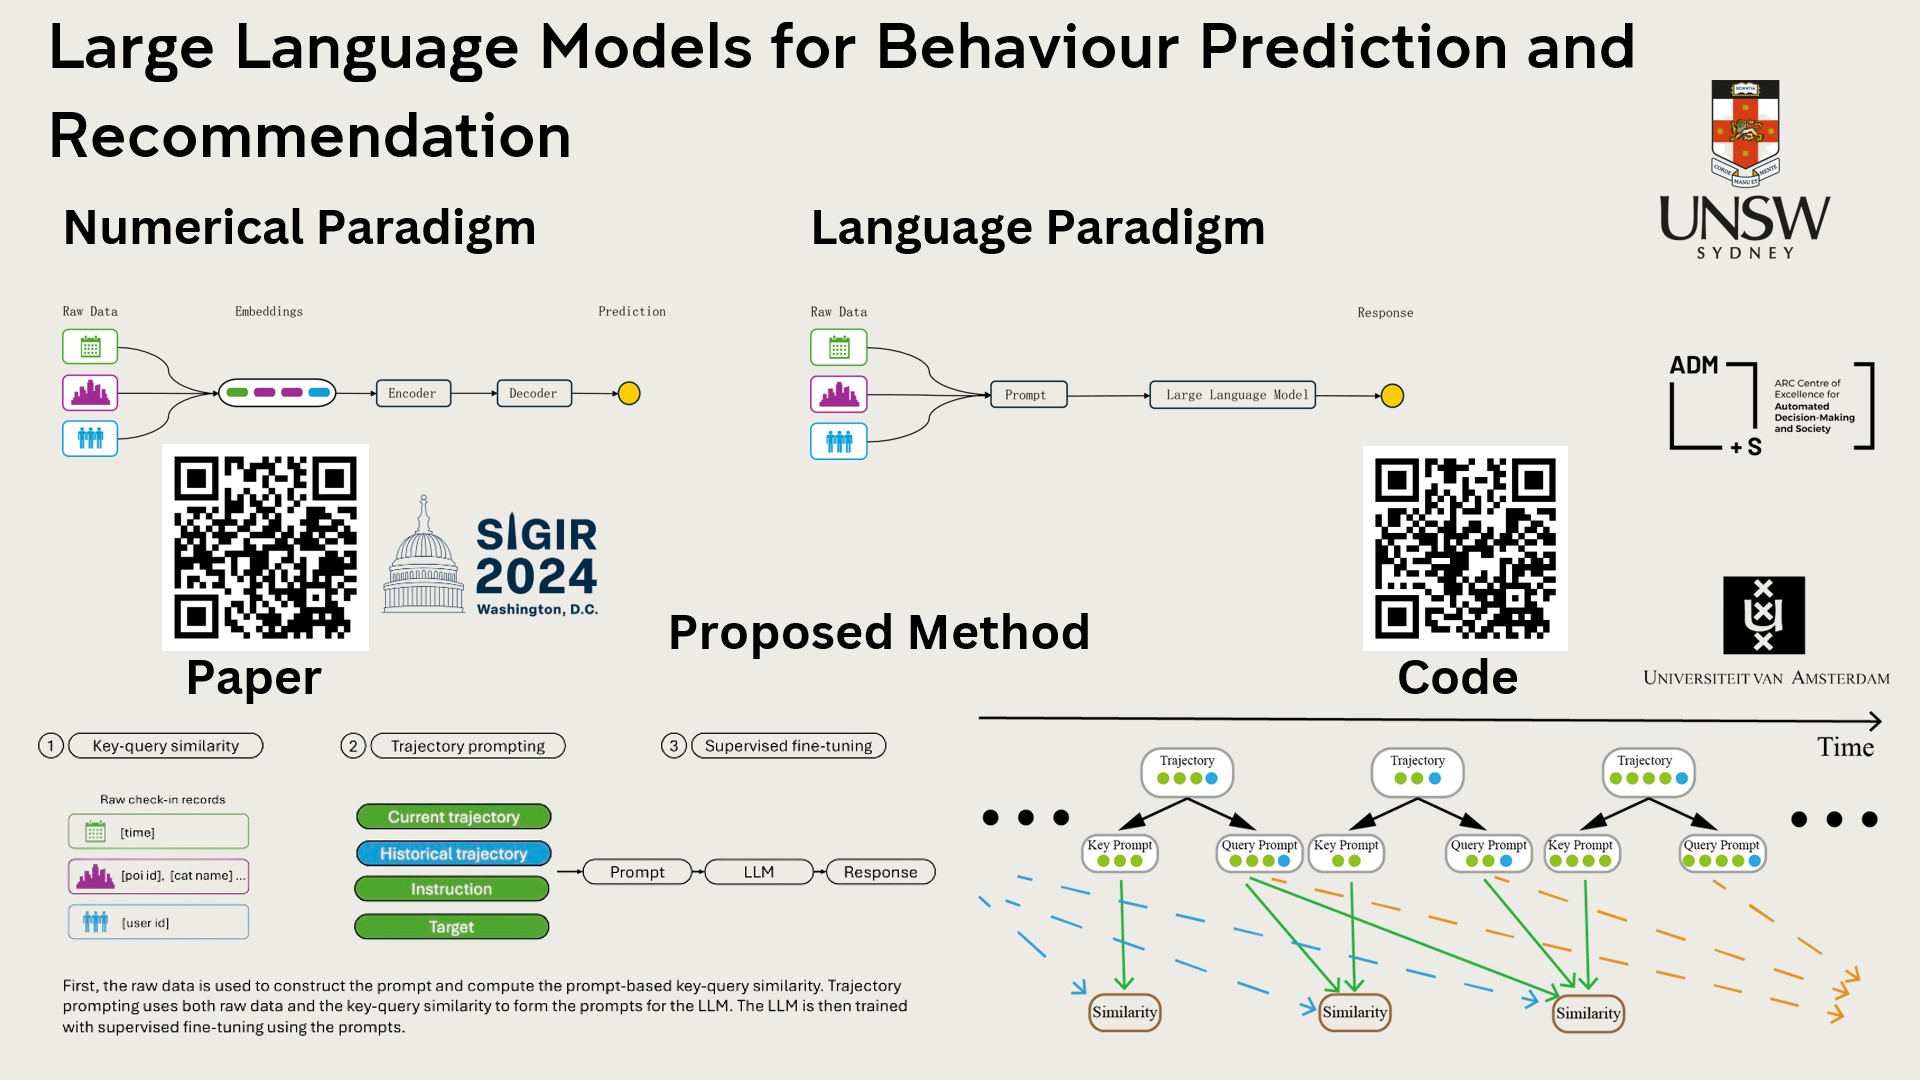 Large Language Models for Behaviour Prediction and
Recommendation
SCIENTIA
CORDE MANU ET MENTE
UNSW
SYDNEY
Numerical Paradigm
Language Paradigm
Raw Data
Embeddings
Prediction
Encoder
Decoder
Raw Data
Response
Prompt
Large Language Model
ADM
+ S
ARC Centre of
Excellence for
Automated
Decision-Making
and Society
SIGIR
2024
Washington, D.C.
Paper
Proposed Method
Code
UNIVERSITEIT VAN AMSTERDAM
1 Key-query similarity
2 Trajectory prompting
3 Supervised fine-tuning
Raw check-in records
[time]
[poi id], [cat name] ...
[user id]
Current trajectory
Historical trajectory
Instruction
Target
Prompt
LLM
Response
First, the raw data is used to construct the prompt and compute the prompt-based key-query similarity. Trajectory
prompting uses both raw data and the key-query similarity to form the prompts for the LLM. The LLM is then trained
with supervised fine-tuning using the prompts.
Time
Trajectory
Trajectory
Trajectory
Key Prompt
Query Prompt
Key Prompt
Query Prompt
Key Prompt
Query Prompt
Similarity
Similarity
Similarity